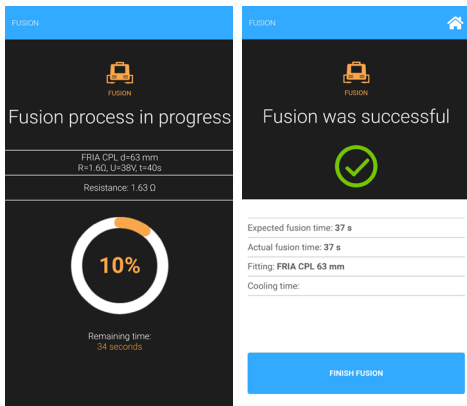 FUSION
FUSION
Fusion process in progress
FRIA CPL d=63 mm
R=1.6Ω, U=38V, t=40s
Resistance: 1.63 Ω
10%
Remaining time:
34 seconds
FUSION
FUSION
Fusion was successful
Expected fusion time: 37 s
Actual fusion time: 37 s
Fitting: FRIA CPL 63 mm
Cooling time:
FINISH FUSION